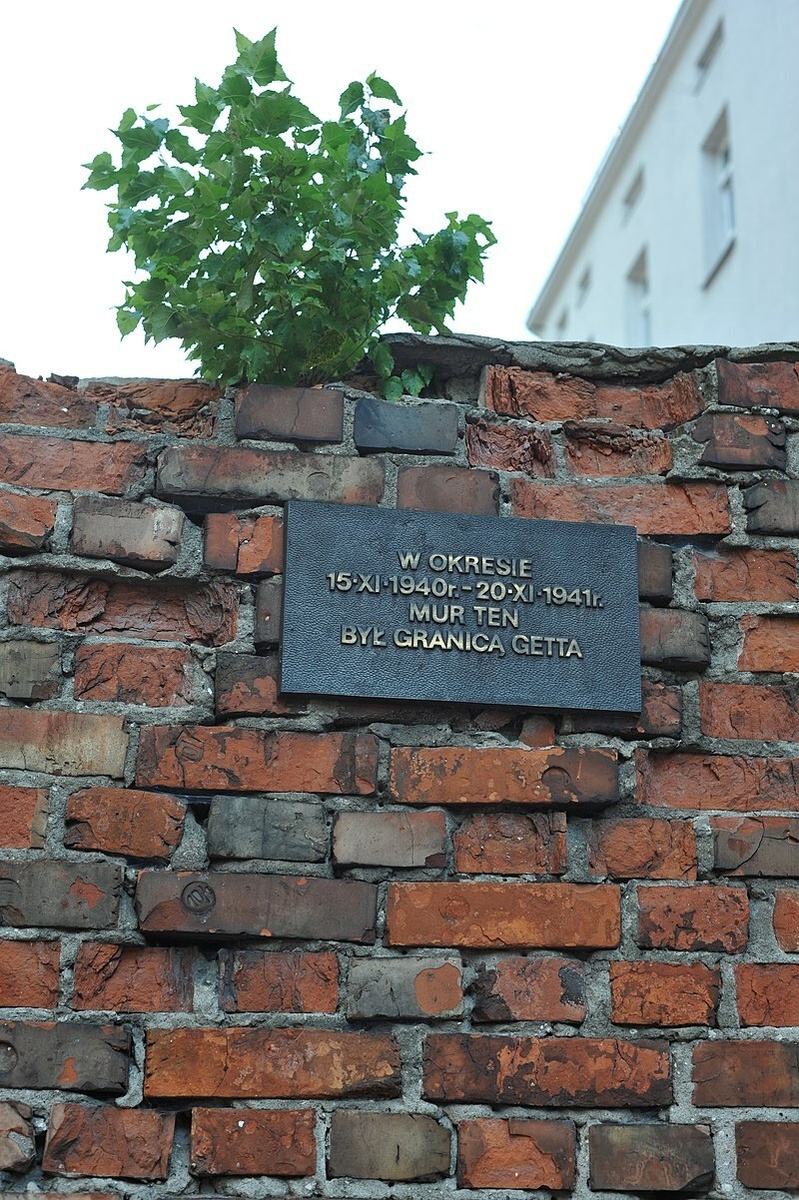 W OKRESIE
15·XI·1940r.-20·XI·1941r.
MUR TEN
BYŁ GRANICĄ GETTA